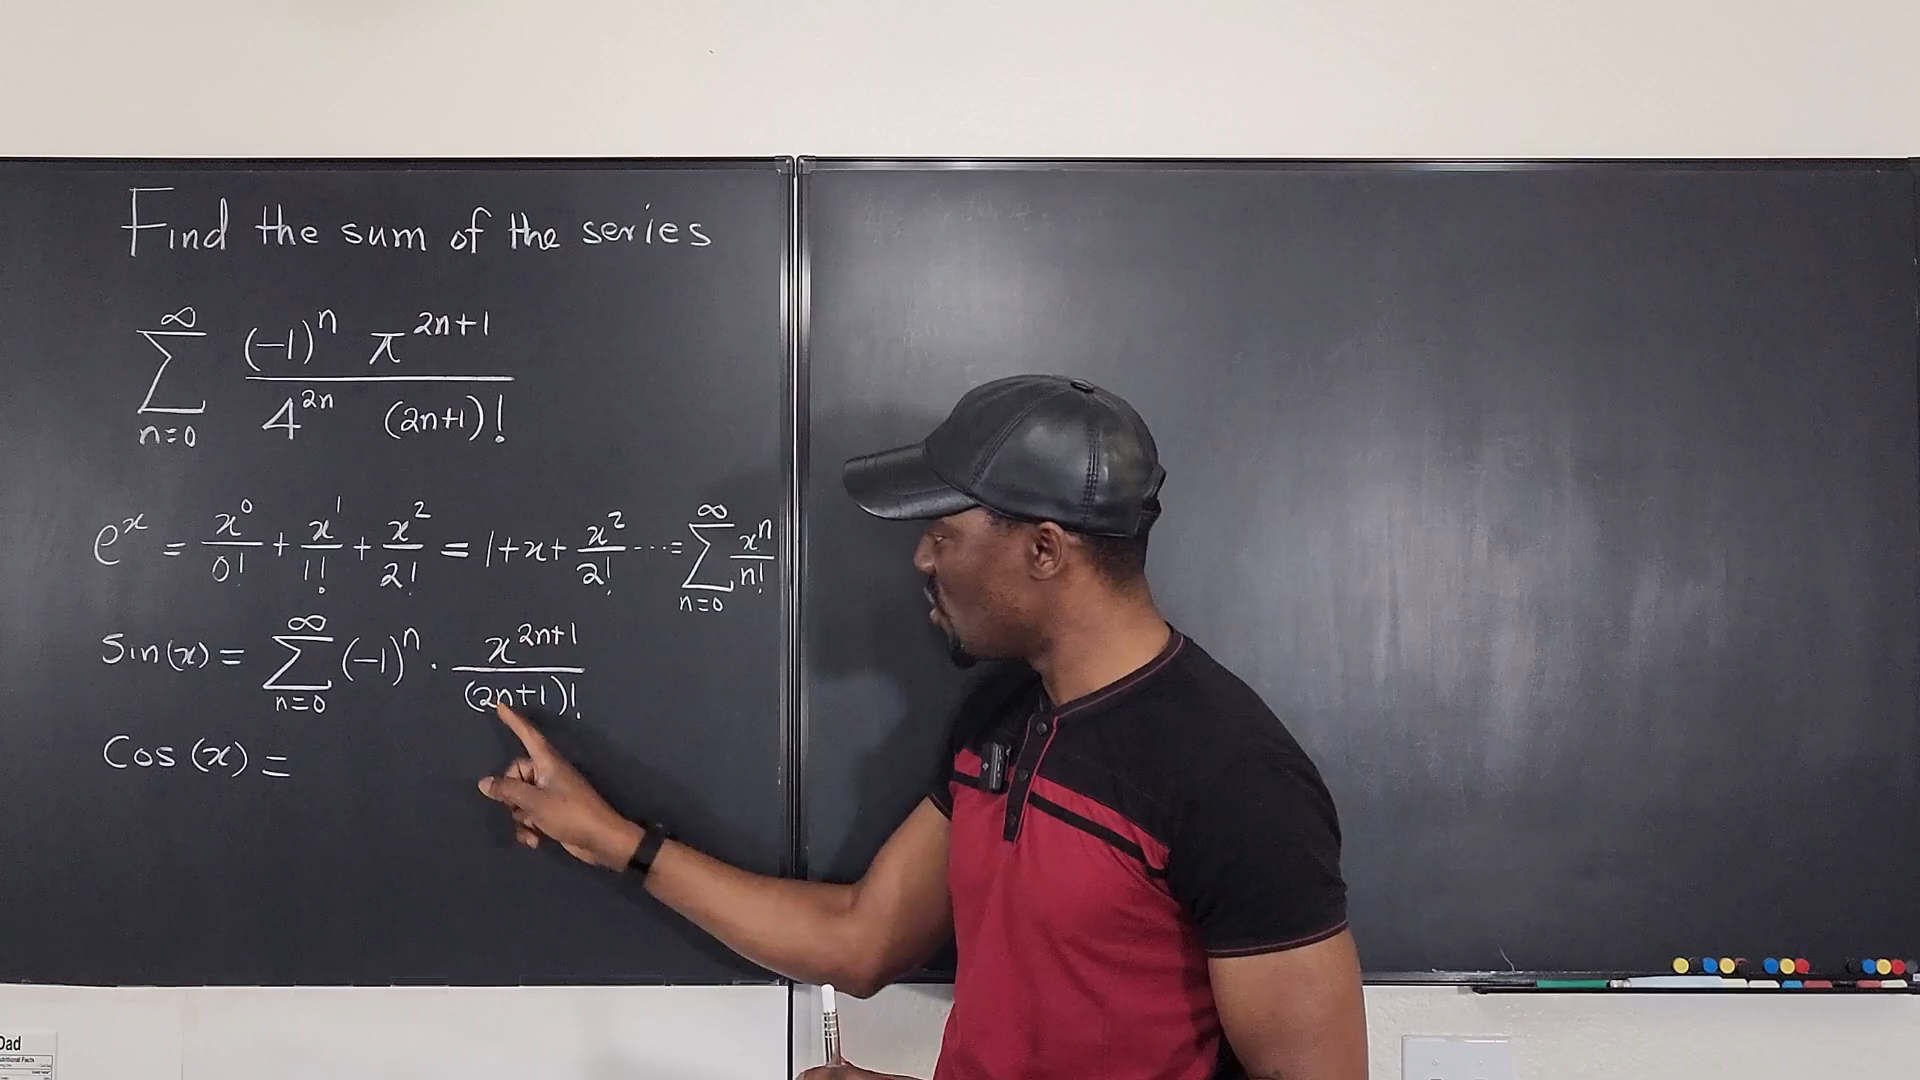 Find the sum of the series
∞ ∑ n=0 (-1)^n π^(2n+1) / 4^(2n) (2n+1)!
e^x = x^0/0! + x^1/1! + x^2/2! = 1+x+ x^2/2! ... = ∞ ∑ n=0 x^n/n!
Sin(x) = ∞ ∑ n=0 (-1)^n · x^(2n+1) / (2n+1)!
Cos(x) =
Dad